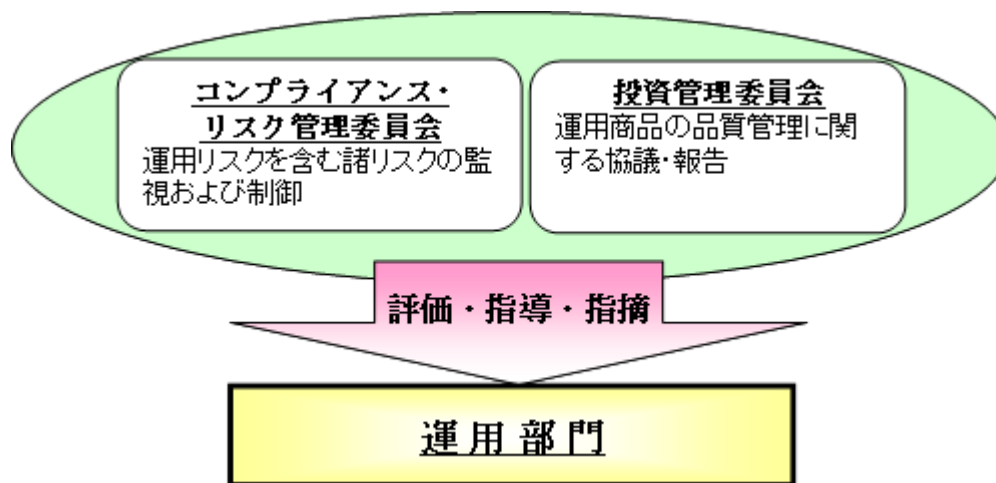 コンプライアンス・
リスク管理委員会
運用リスクを含む諸リスクの監
視および制御
投資管理委員会
運用商品の品質管理に関
する協議・報告
評価・指導・指摘
運用部門